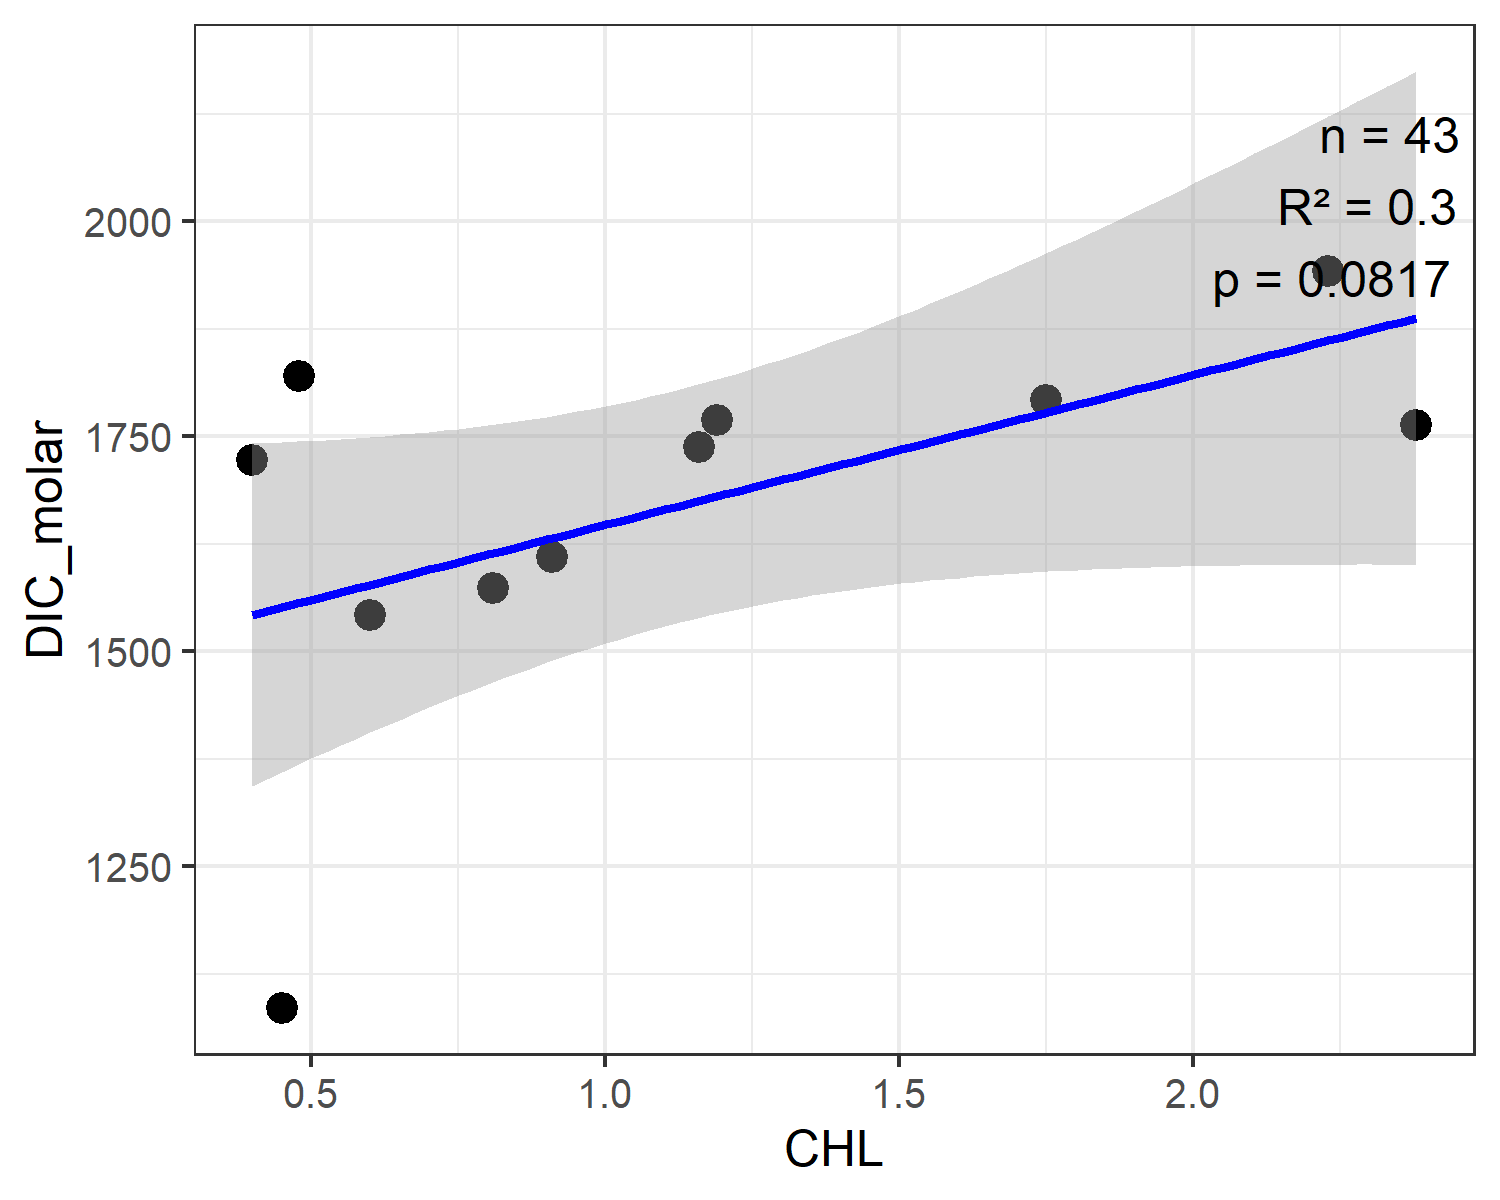 n = 43
R² = 0.3
p = 0.0817
2000
1750
1500
1250
DIC_molar
0.5 1.0 1.5 2.0
CHL